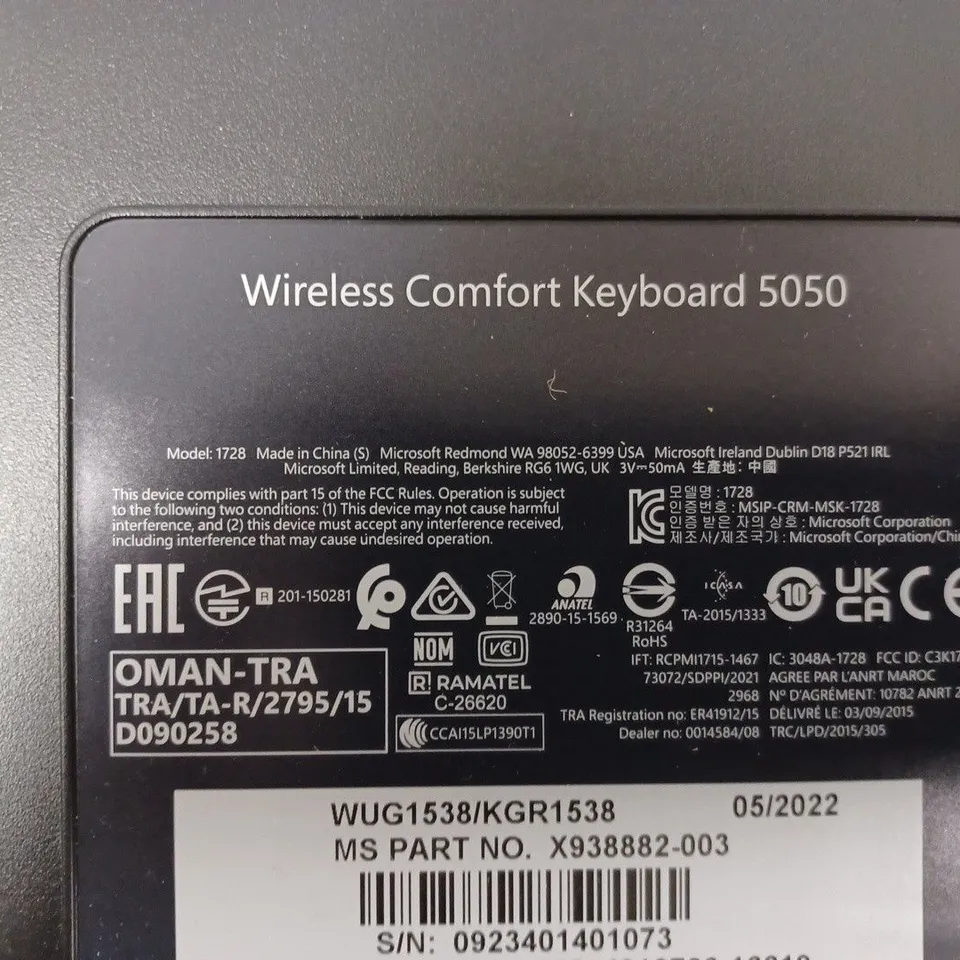 Wireless Comfort Keyboard 5050
Model: 1728 Made in China (S) Microsoft Redmond WA 98052-6399 USA Microsoft Ireland Dublin D18 P521 IRL
Microsoft Limited, Reading, Berkshire RG6 1WG, UK 3V⎓50mA 生產地: 中國
This device complies with part 15 of the FCC Rules. Operation is subject
to the following two conditions: (1) This device may not cause harmful
interference, and (2) this device must accept any interference received,
including interference that may cause undesired operation.
모델명 : 1728
인증번호 : MSIP-CRM-MSK-1728
인증 받은 자의 상호 : Microsoft Corporation
제조사/제조국가 : Microsoft Corporation/Chi
EAC
R 201-150281
ANATEL
2890-15-1569
R31264
RoHS
ICASA
TA-2015/1333
10
UK
CA
CE
NOM
VCI
R! RAMATEL
C-26620
CCAI15LP1390T1
OMAN-TRA
TRA/TA-R/2795/15
D090258
IFT: RCPMI1715-1467 IC: 3048A-1728 FCC ID: C3K17
73072/SDPPI/2021 AGREE PAR L'ANRT MAROC
2968 N° D'AGRÉMENT: 10782 ANRT 2
TRA Registration no: ER41912/15 DÉLIVRÉ LE: 03/09/2015
Dealer no: 0014584/08 TRC/LPD/2015/305
WUG1538/KGR1538 05/2022
MS PART NO. X938882-003
S/N: 0923401401073